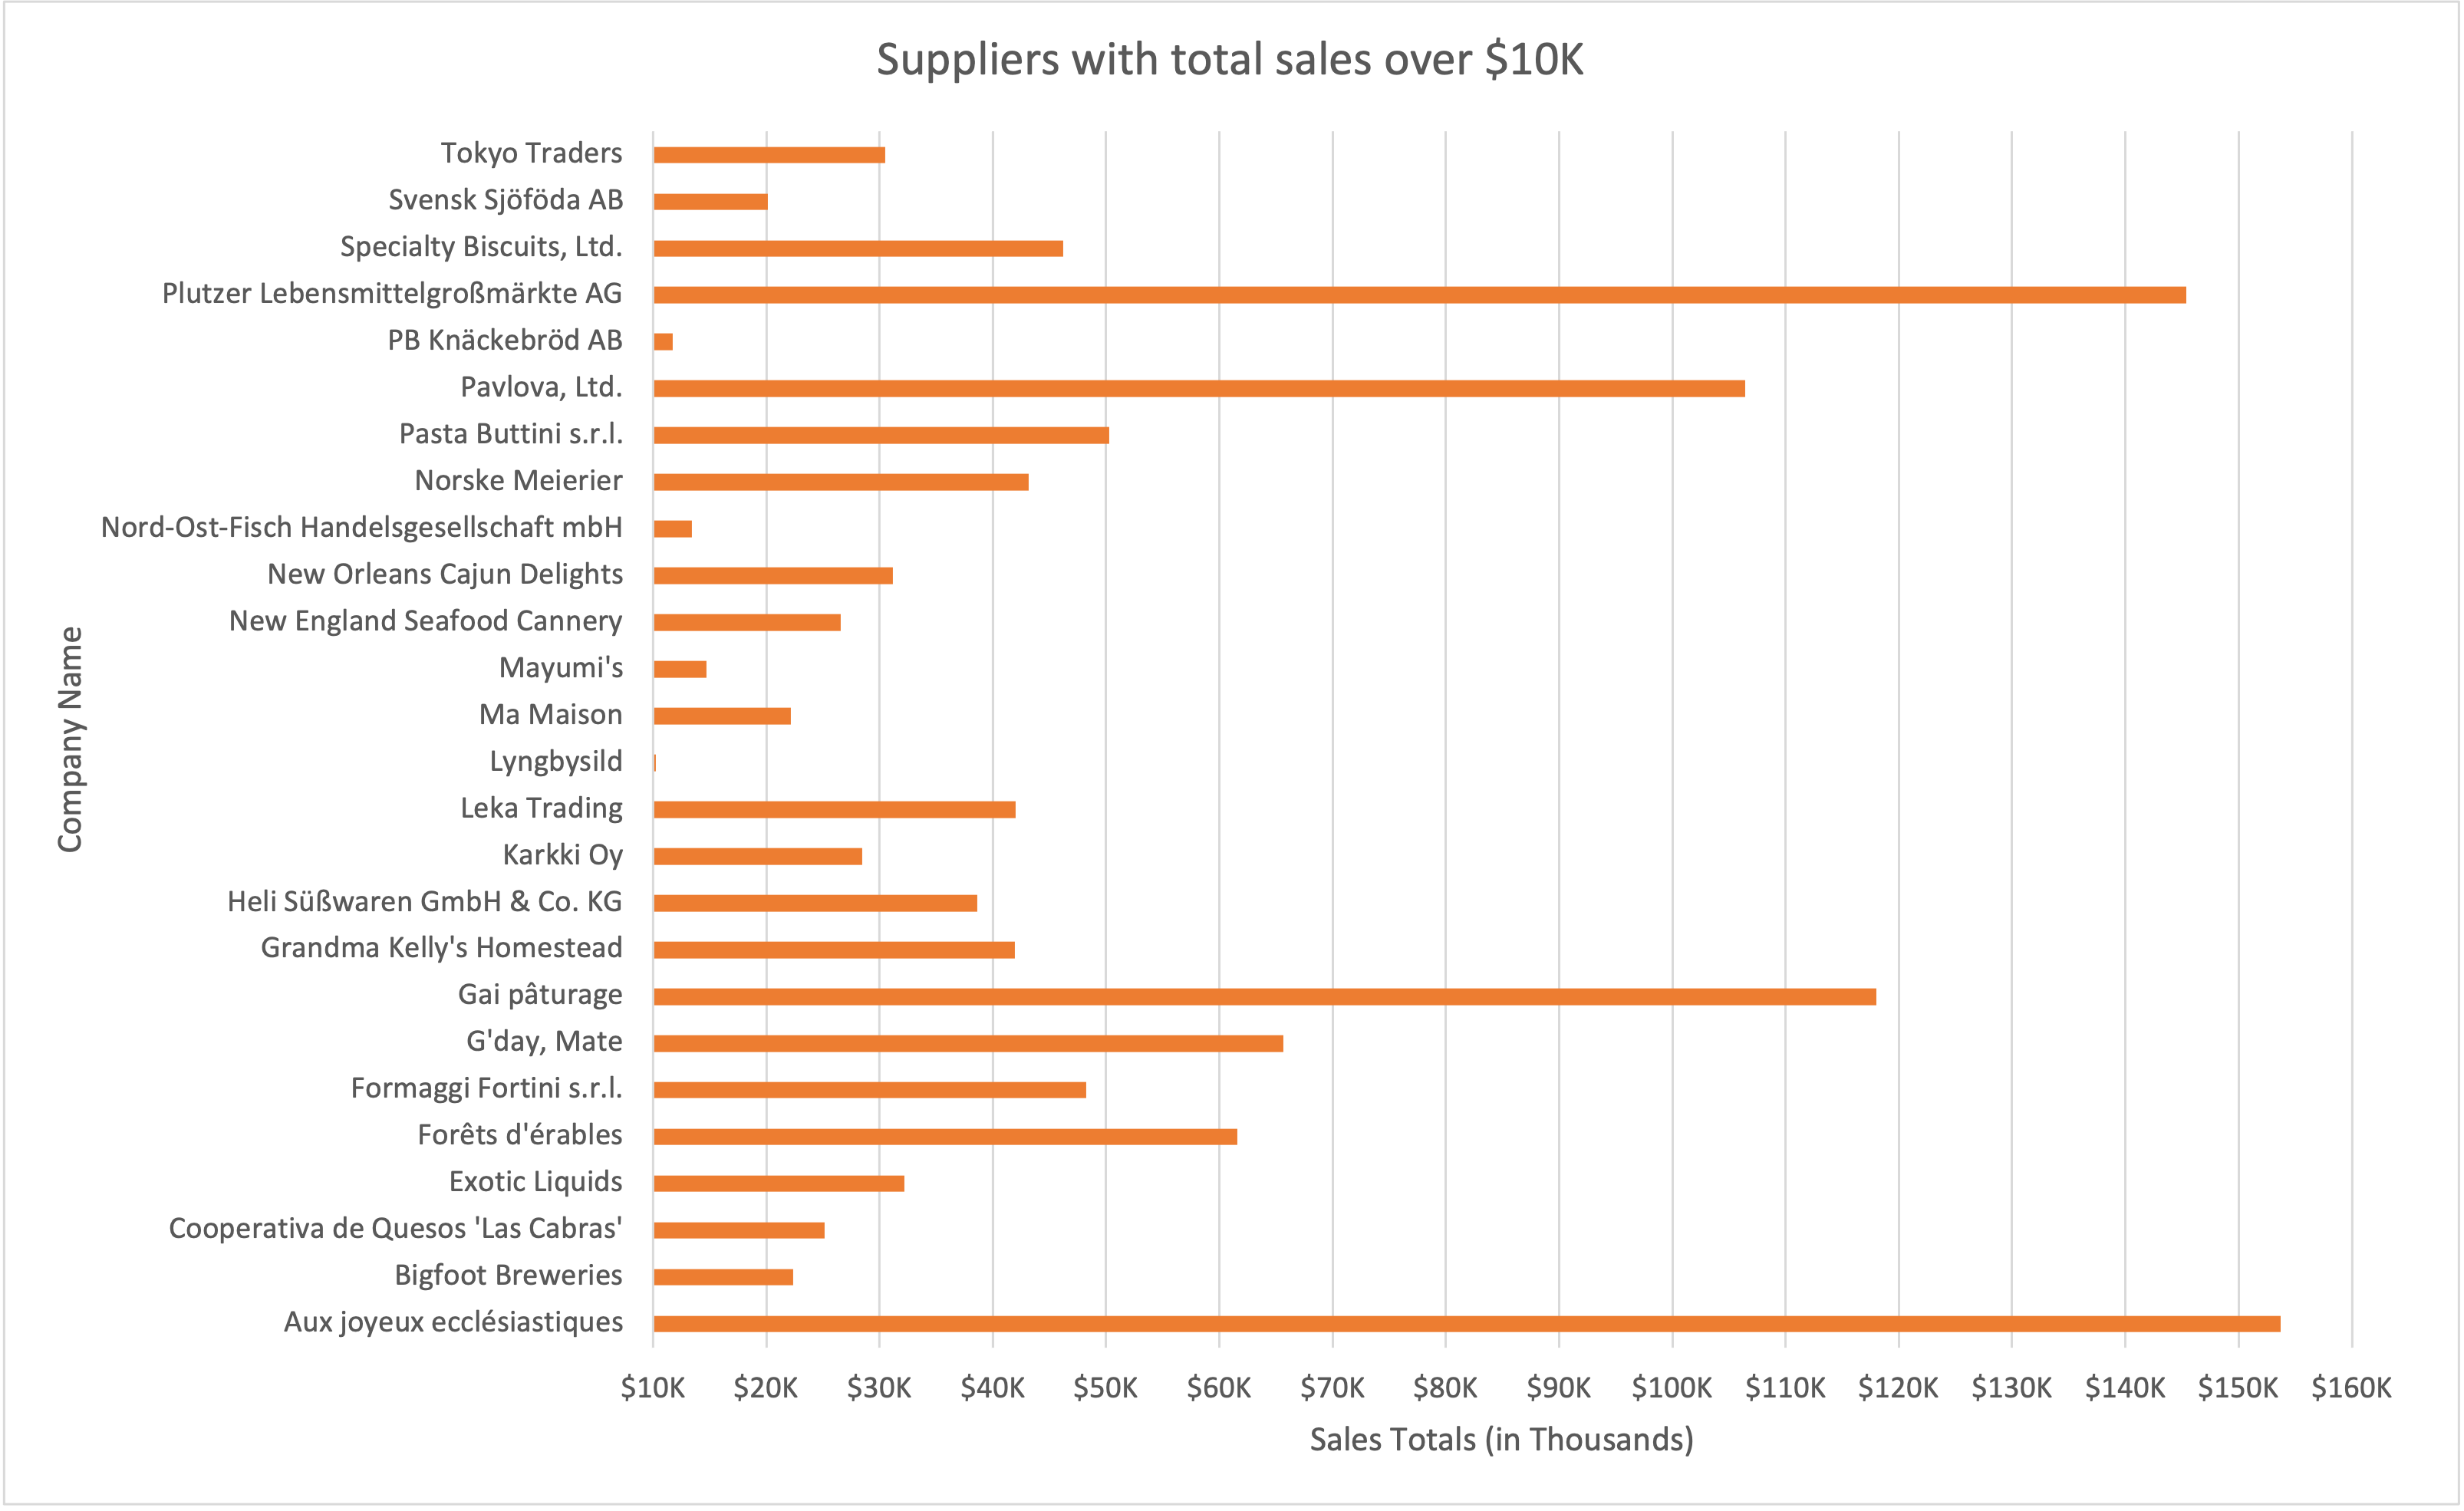 Suppliers with total sales over $10K
Company Name
Tokyo Traders
Svensk Sjöföda AB
Specialty Biscuits, Ltd.
Plutzer Lebensmittelgroßmärkte AG
PB Knäckebröd AB
Pavlova, Ltd.
Pasta Buttini s.r.l.
Norske Meierier
Nord-Ost-Fisch Handelsgesellschaft mbH
New Orleans Cajun Delights
New England Seafood Cannery
Mayumi's
Ma Maison
Lyngbysild
Leka Trading
Karkki Oy
Heli Süßwaren GmbH & Co. KG
Grandma Kelly's Homestead
Gai pâturage
G'day, Mate
Formaggi Fortini s.r.l.
Forêts d'érables
Exotic Liquids
Cooperativa de Quesos 'Las Cabras'
Bigfoot Breweries
Aux joyeux ecclésiastiques
$10K $20K $30K $40K $50K $60K $70K $80K $90K $100K $110K $120K $130K $140K $150K $160K
Sales Totals (in Thousands)